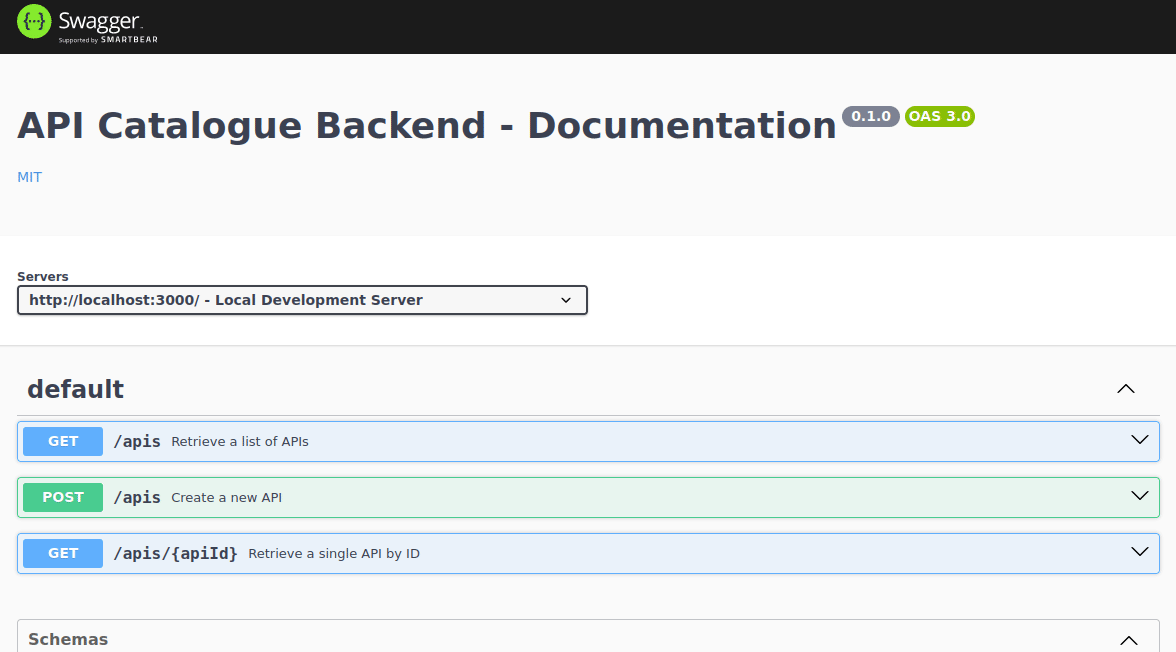 {···} Swagger.
Supported by SMARTBEAR
API Catalogue Backend - Documentation 0.1.0 OAS 3.0
MIT
Servers
http://localhost:3000/ - Local Development Server
default
GET /apis Retrieve a list of APIs
POST /apis Create a new API
GET /apis/{apiId} Retrieve a single API by ID
Schemas